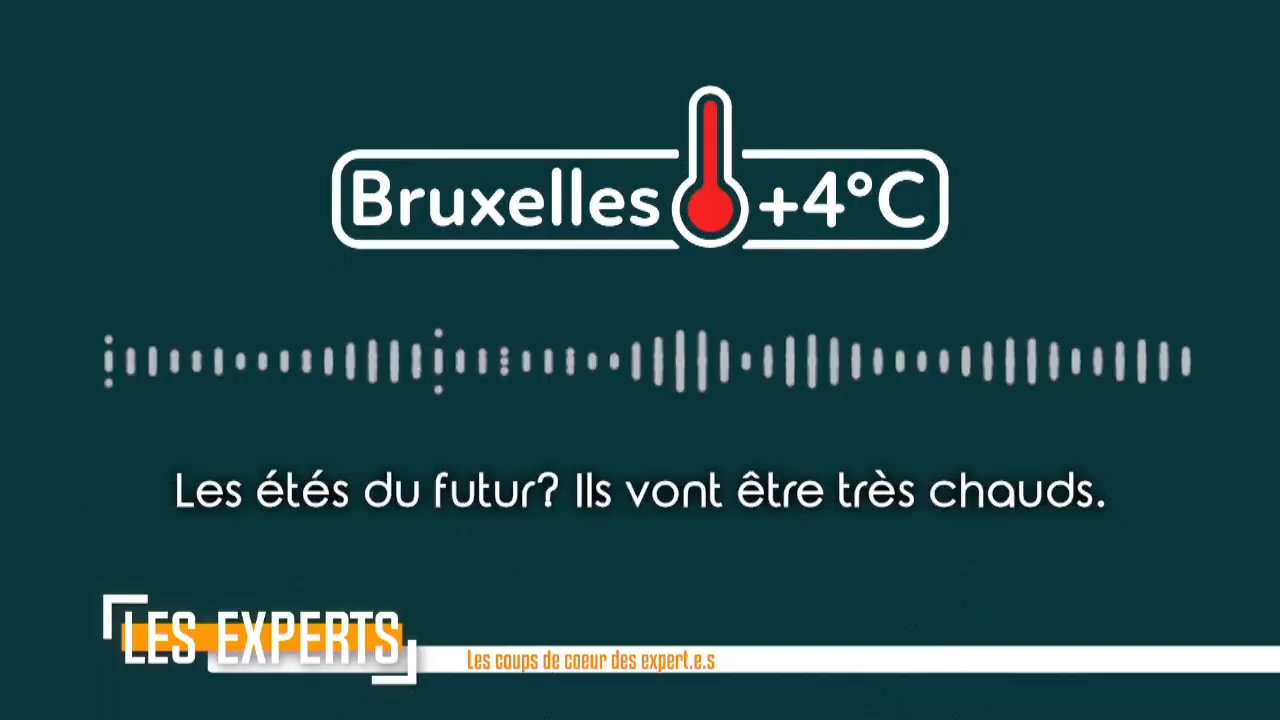 Bruxelles +4°C
Les étés du futur? Ils vont être très chauds.
LES EXPERTS
Les coups de coeur des expert.e.s